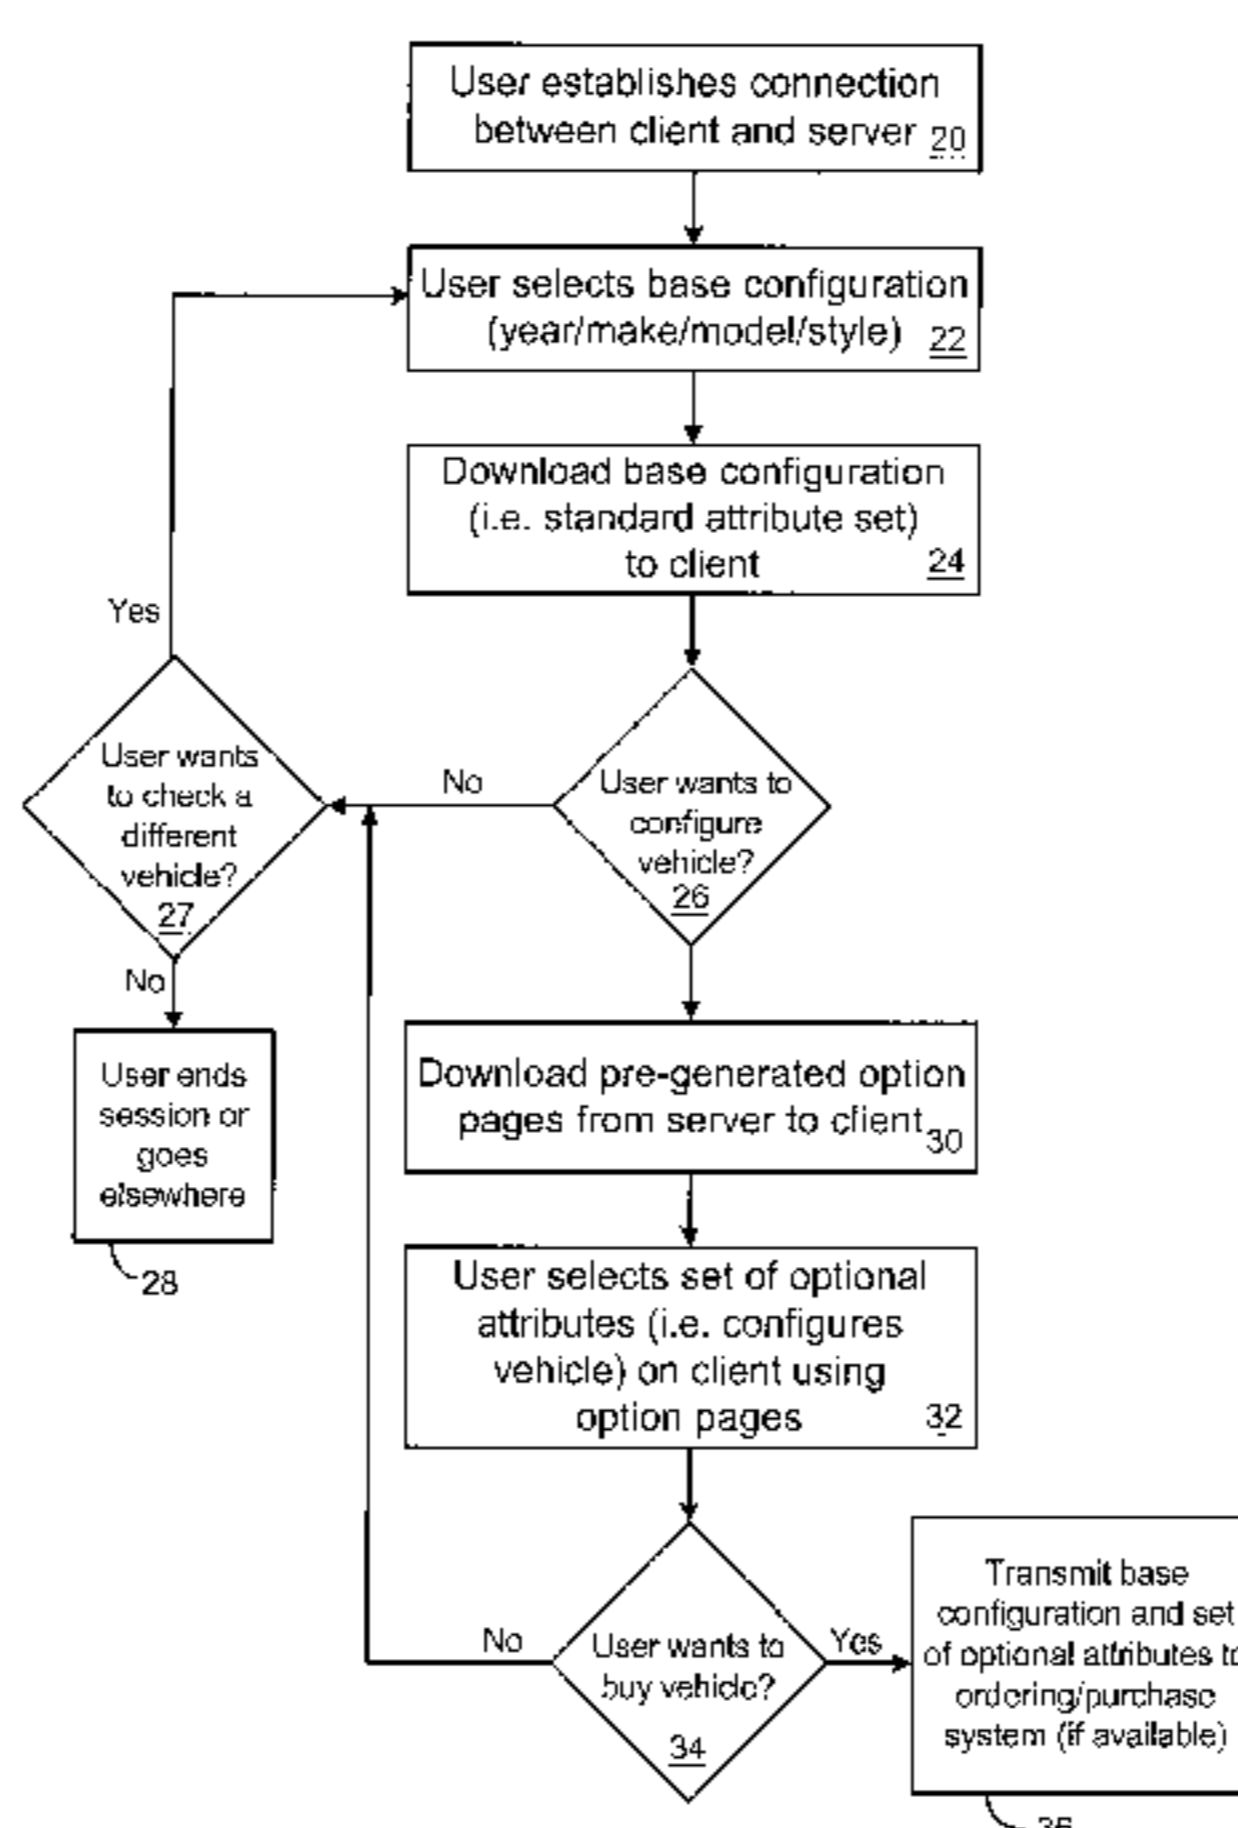 User establishes connection
between client and server 20
User selects base configuration
(year/make/model/style) 22
Download base configuration
(i.e. standard attribute set)
to client 24
Yes
User wants
to check a
different
vehicle?
27
No
User wants to
configure
vehicle?
26
No
User ends
session or
goes
elsewhere
28
Download pre-generated option
pages from server to client 30
User selects set of optional
attributes (i.e. configures
vehicle) on client using
option pages 32
No
User wants to
buy vehicle?
34
Yes
Transmit base
configuration and set
of optional attributes to
ordering/purchase
system (if available)